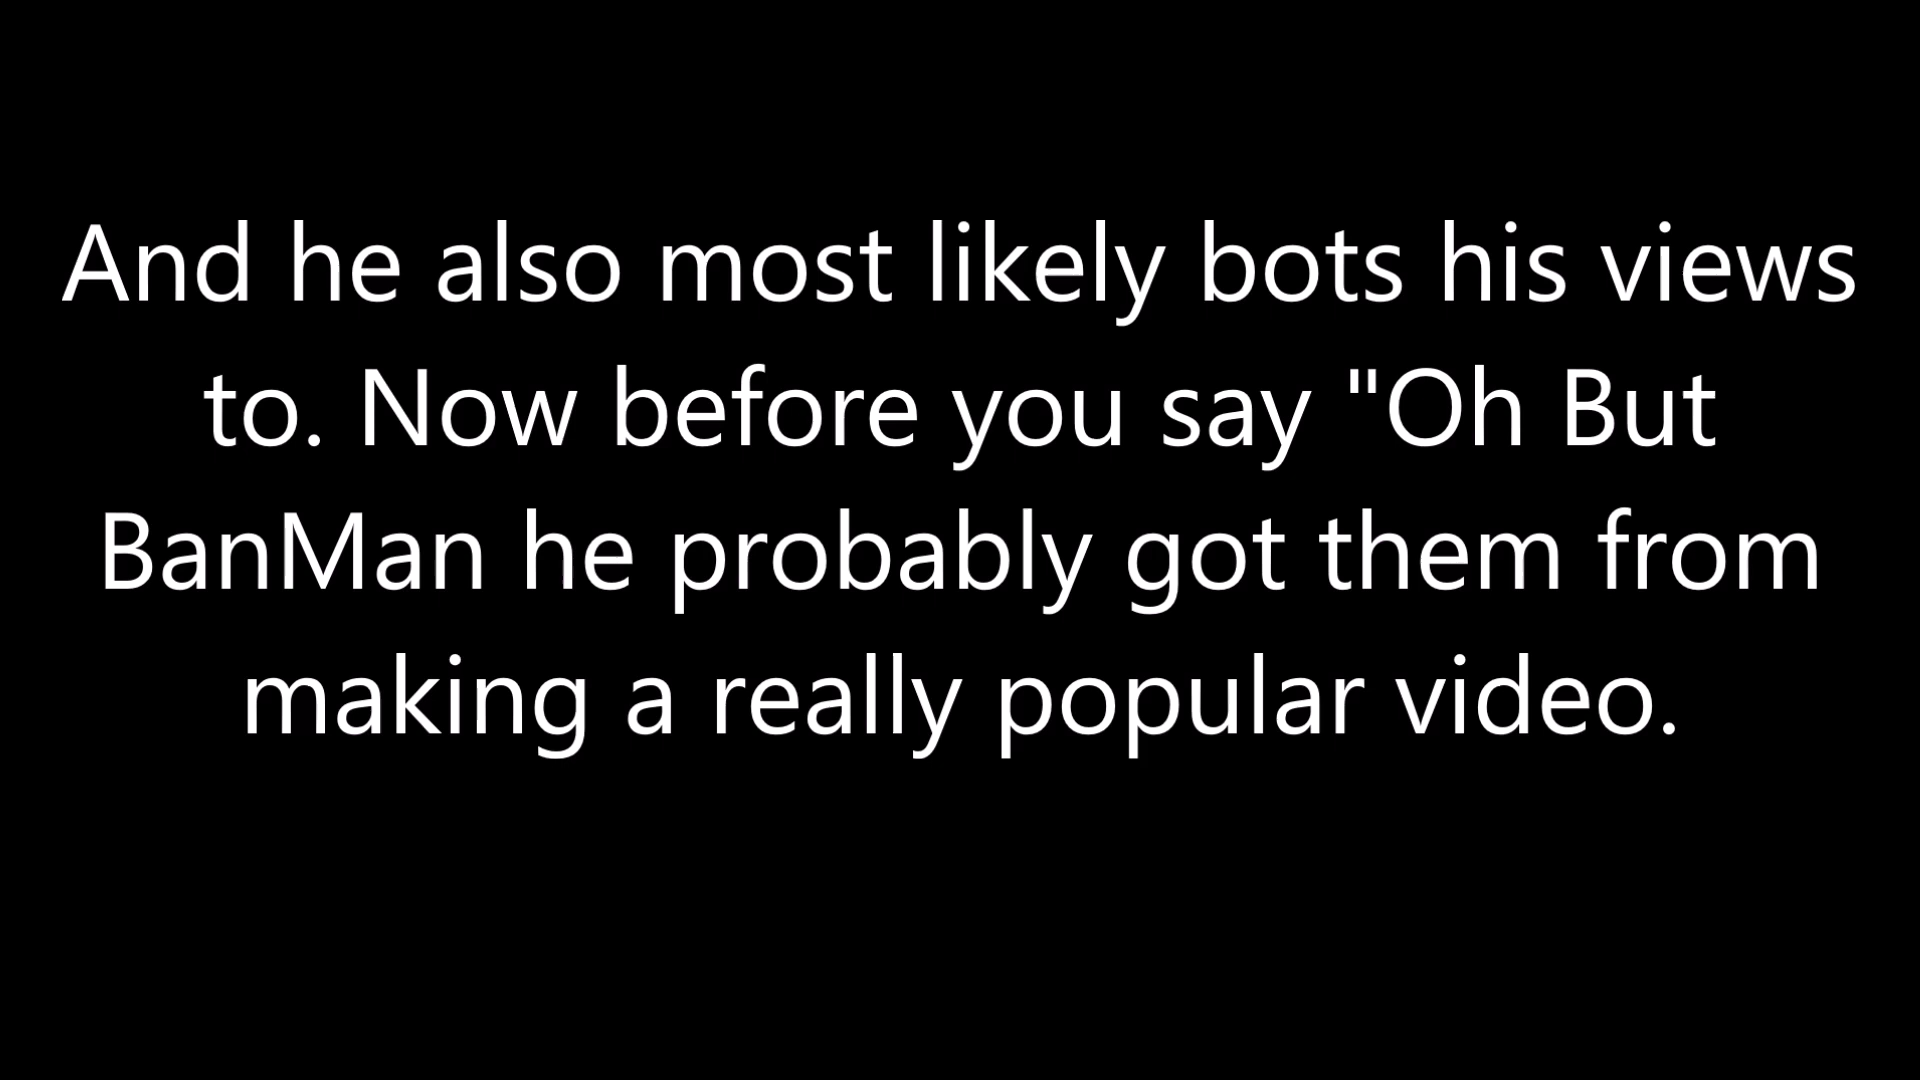 And he also most likely bots his views
to. Now before you say "Oh But
BanMan he probably got them from
making a really popular video.